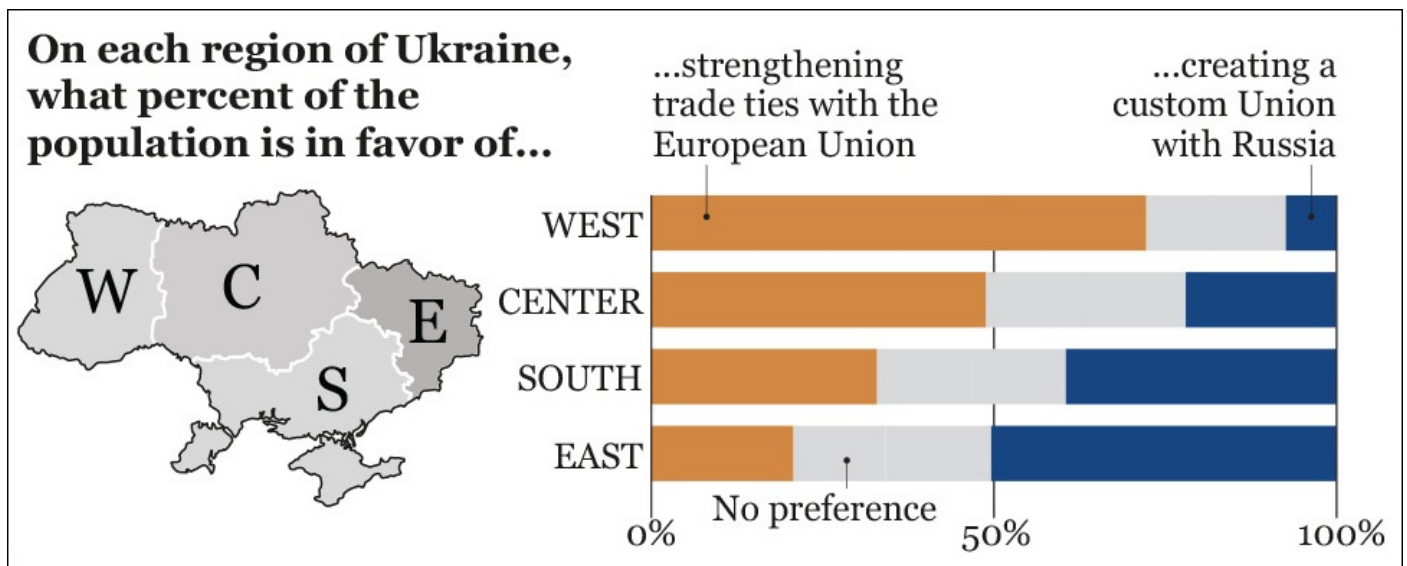 On each region of Ukraine,
what percent of the
population is in favor of...
...strengthening
trade ties with the
European Union
...creating a
custom Union
with Russia
W
C
E
S
WEST
CENTER
SOUTH
EAST
No preference
0%
50%
100%